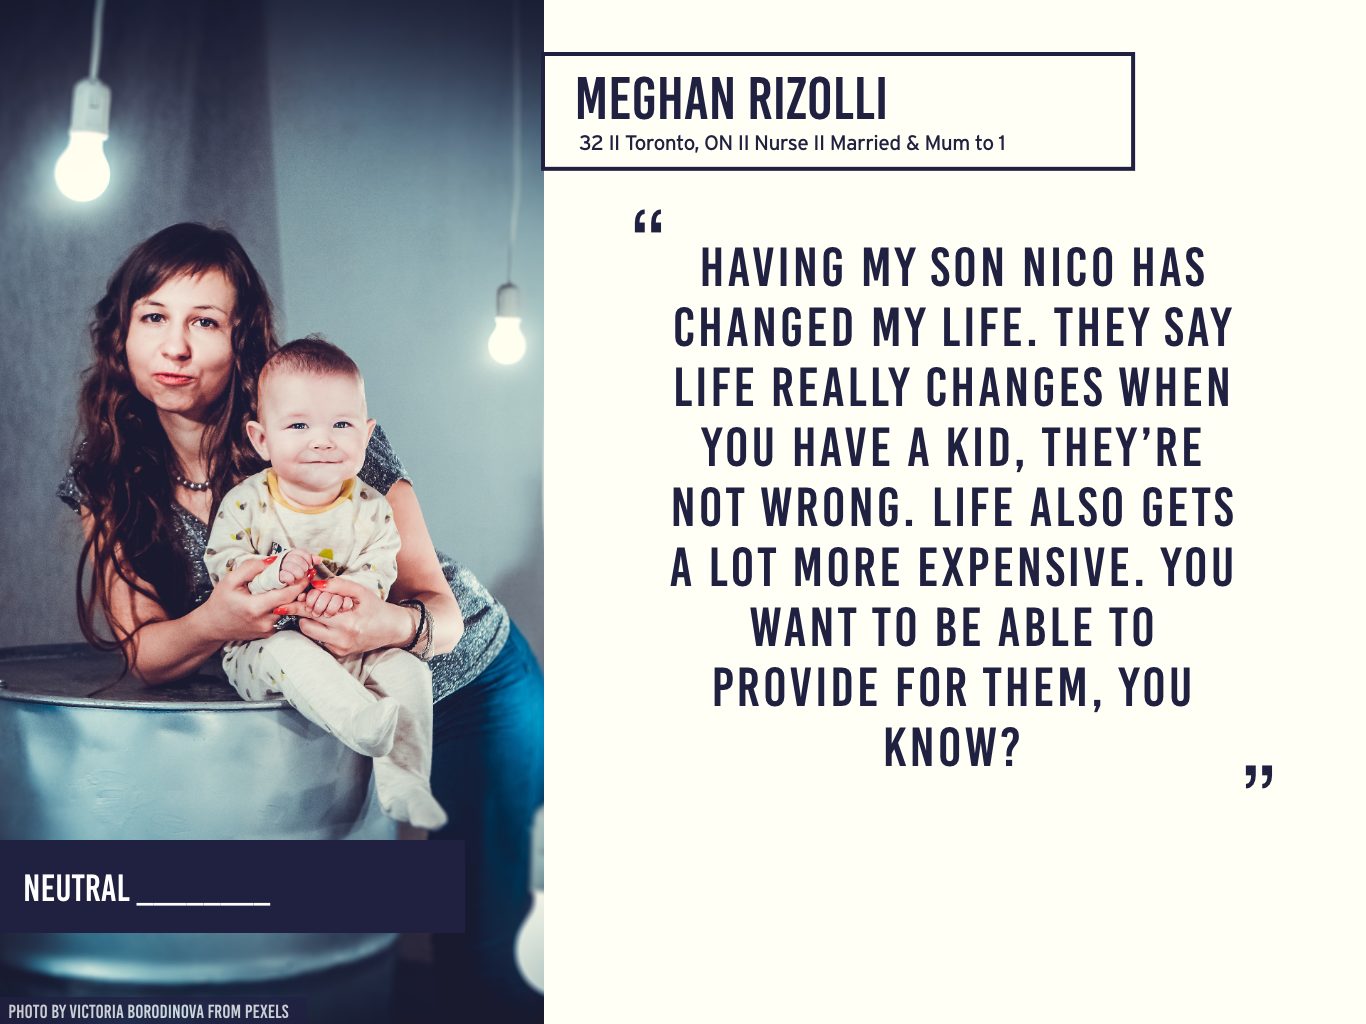 MEGHAN RIZOLLI
32 II Toronto, ON II Nurse II Married & Mum to 1
“
HAVING MY SON NICO HAS
CHANGED MY LIFE. THEY SAY
LIFE REALLY CHANGES WHEN
YOU HAVE A KID, THEY’RE
NOT WRONG. LIFE ALSO GETS
A LOT MORE EXPENSIVE. YOU
WANT TO BE ABLE TO
PROVIDE FOR THEM, YOU
KNOW?
”
NEUTRAL ________
PHOTO BY VICTORIA BORODINOVA FROM PEXELS